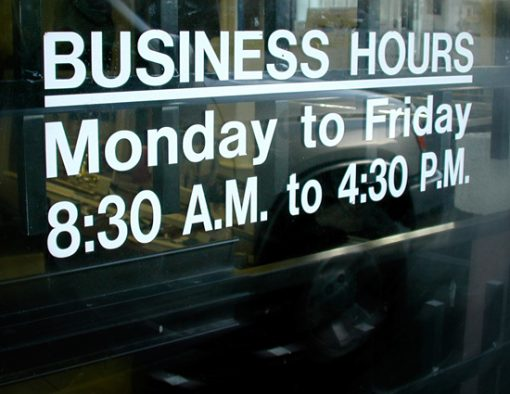 BUSINESS HOURS
Monday to Friday
8:30 A.M. to 4:30 P.M.